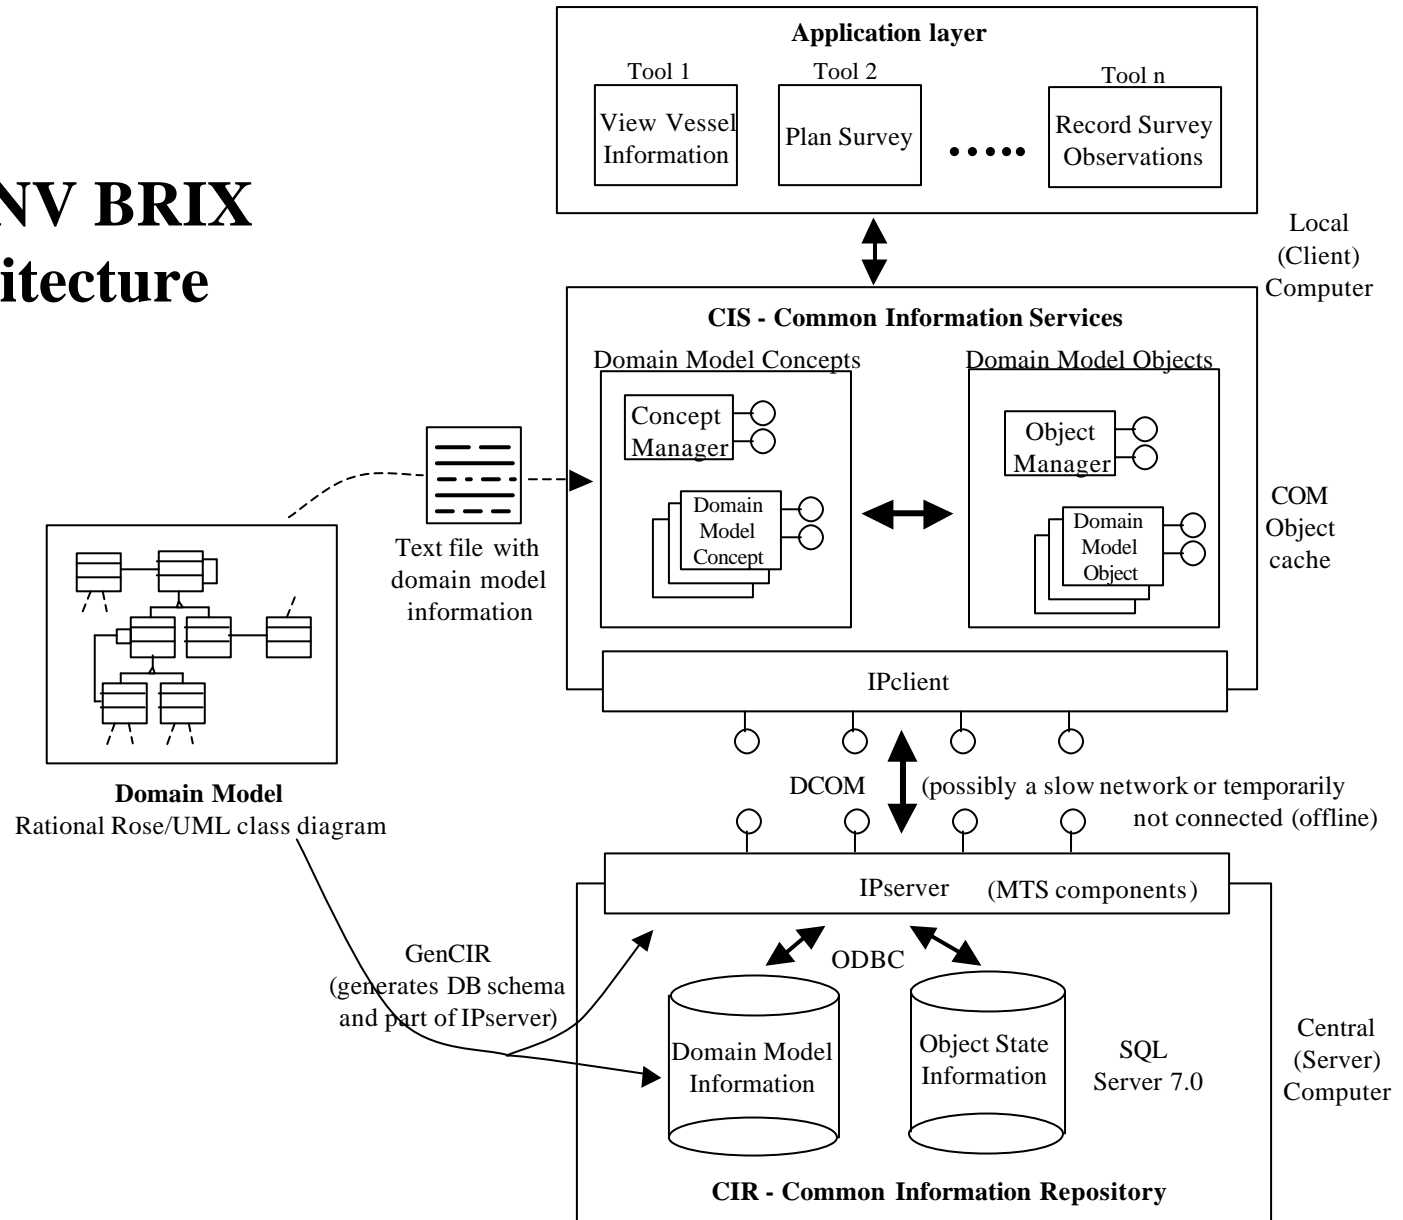 Application layer
Tool 1
Tool 2
Tool n
View Vessel
Information
Plan Survey
Record Survey
Observations
NV BRIX
itecture
Local
(Client)
Computer
CIS - Common Information Services
Domain Model Concepts
Domain Model Objects
Concept
Manager
Object
Manager
Domain
Model
Concept
Domain
Model
Object
COM
Object
cache
Text file with
domain model
information
IPclient
Domain Model
Rational Rose/UML class diagram
DCOM
(possibly a slow network or temporarily
not connected (offline)
IPserver (MTS components)
GenCIR
(generates DB schema
and part of IPserver)
ODBC
Domain Model
Information
Object State
Information
SQL
Server 7.0
Central
(Server)
Computer
CIR - Common Information Repository